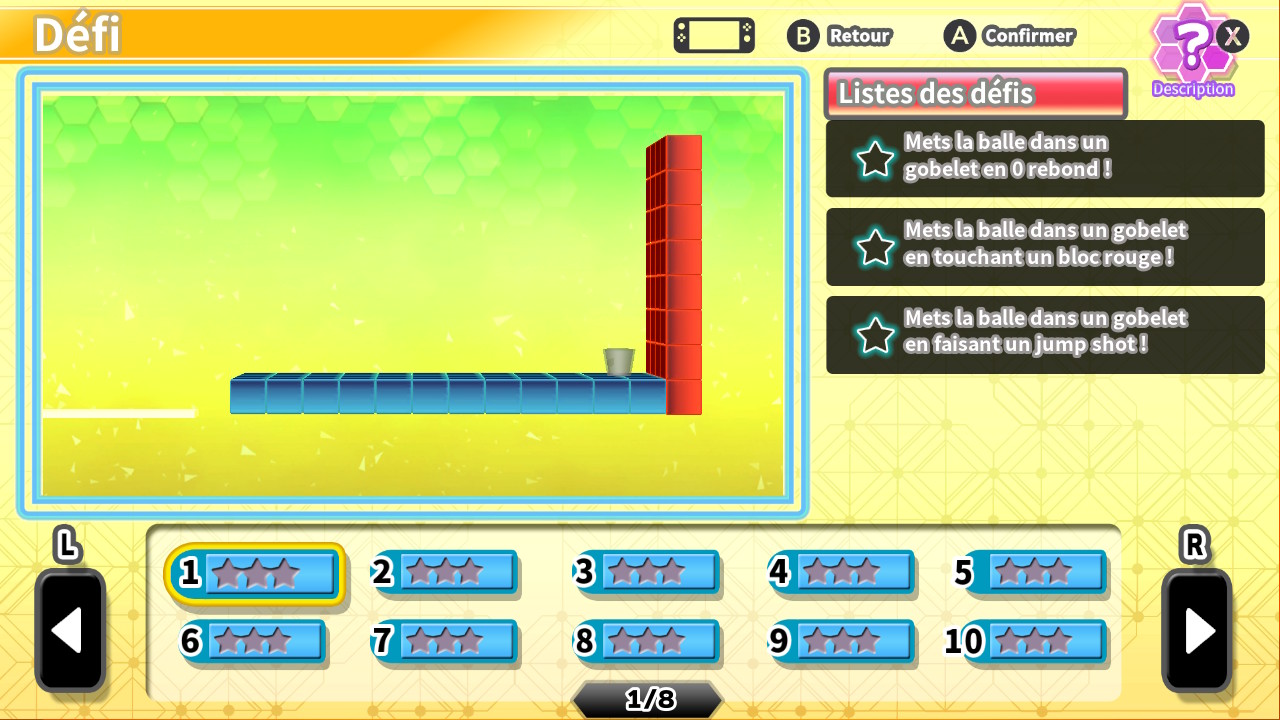 Défi
B Retour
A Confirmer
? X
Description
Listes des défis
Mets la balle dans un
gobelet en 0 rebond !
Mets la balle dans un gobelet
en touchant un bloc rouge !
Mets la balle dans un gobelet
en faisant un jump shot !
L
R
1
2
3
4
5
6
7
8
9
10
1/8